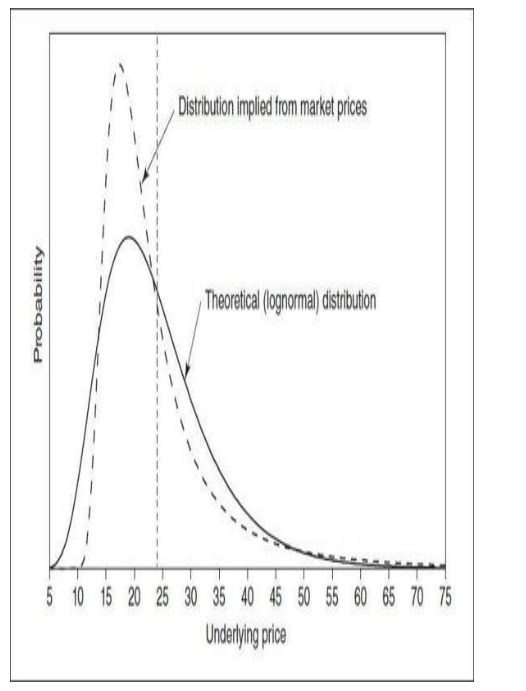 Distribution implied from market prices
Theoretical (lognormal) distribution
Probability
5 10 15 20 25 30 35 40 45 50 55 60 65 70 75
Underlying price